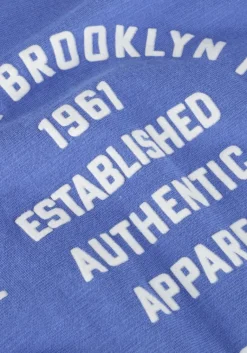 BROOKLYN
1961
ESTABLISHED
AUTHENTIC
APPARE